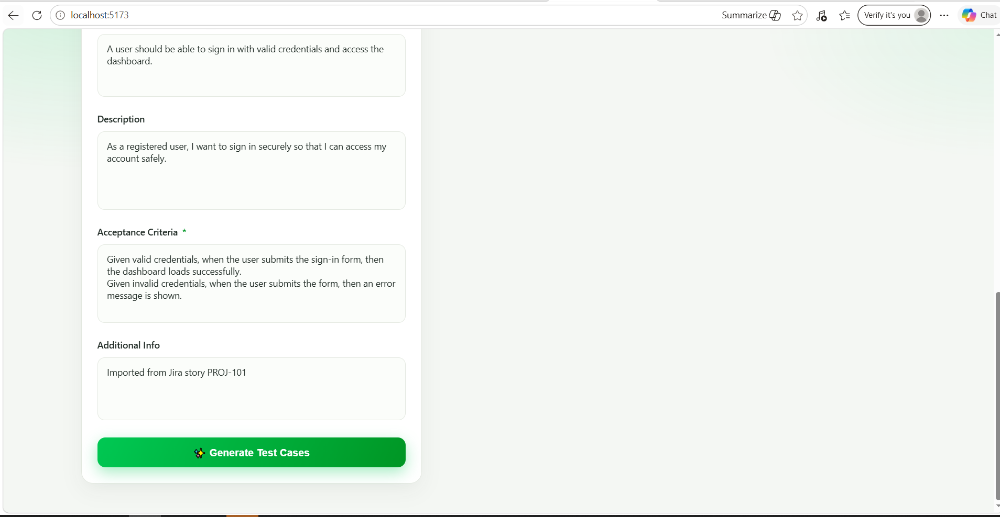 localhost:5173
Summarize
Verify it's you
Chat
A user should be able to sign in with valid credentials and access the
dashboard.
Description
As a registered user, I want to sign in securely so that I can access my
account safely.
Acceptance Criteria *
Given valid credentials, when the user submits the sign-in form, then
the dashboard loads successfully.
Given invalid credentials, when the user submits the form, then an error
message is shown.
Additional Info
Imported from Jira story PROJ-101
✨ Generate Test Cases